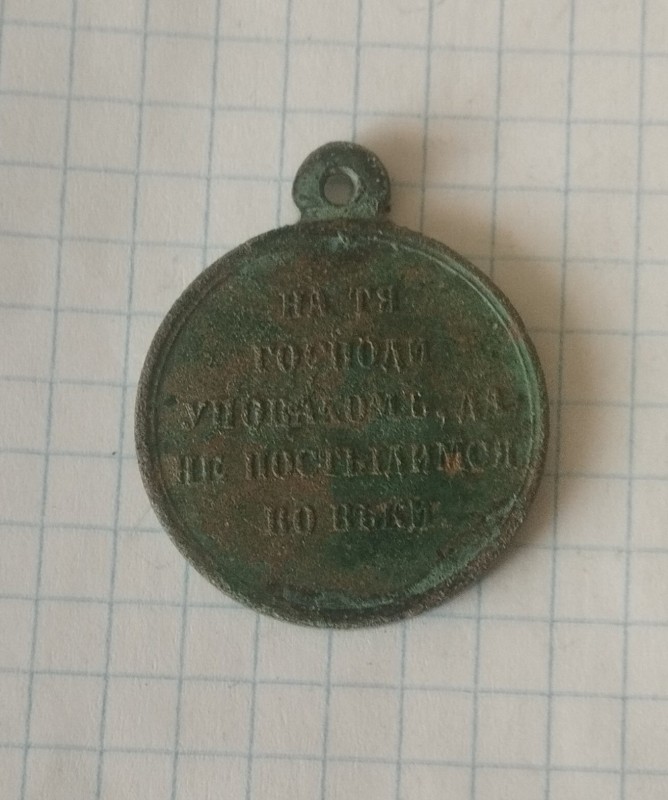 НА ТЯ
ГОСПОДИ
УПОВАХОМЪ, ДА
НЕ ПОСТЫДИМСЯ
ВО ВѢКИ.